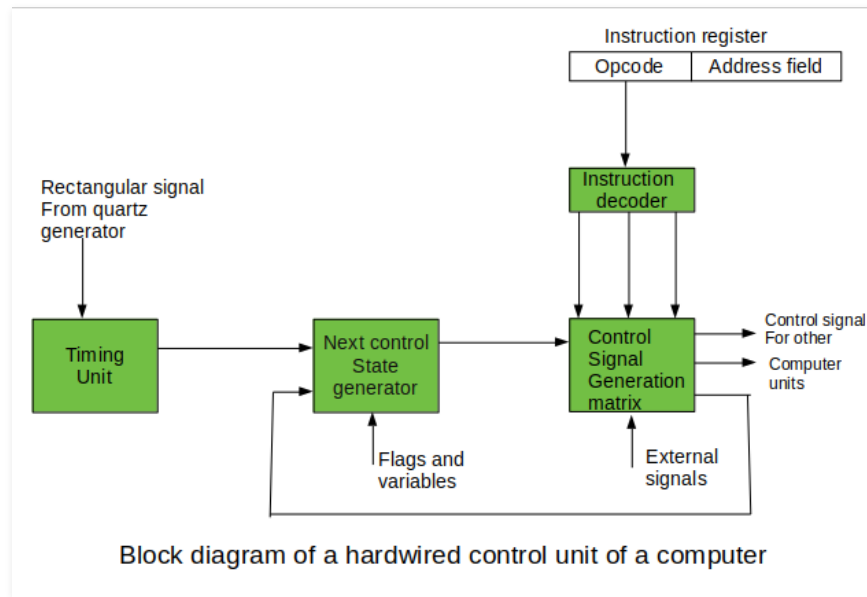 Instruction register
Opcode
Address field
Instruction
decoder
Rectangular signal
From quartz
generator
Timing
Unit
Next control
State
generator
Control
Signal
Generation
matrix
Control signal
For other
Computer
units
Flags and
variables
External
signals
Block diagram of a hardwired control unit of a computer